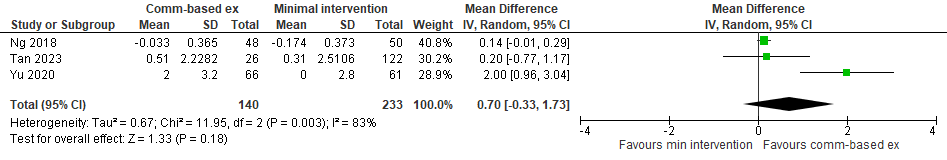 Comm-based ex Minimal intervention Mean Difference Mean Difference
Study or Subgroup Mean SD Total Mean SD Total Weight IV, Random, 95% CI IV, Random, 95% CI
Ng 2018 -0.033 0.365 48 -0.174 0.373 50 40.8% 0.14 [-0.01, 0.29]
Tan 2023 0.51 2.2282 26 0.31 2.5106 122 30.2% 0.20 [-0.77, 1.17]
Yu 2020 2 3.2 66 0 2.8 61 28.9% 2.00 [0.96, 3.04]
Total (95% CI) 140 233 100.0% 0.70 [-0.33, 1.73]
Heterogeneity: Tau² = 0.67; Chi² = 11.95, df = 2 (P = 0.003); I² = 83%
Test for overall effect: Z = 1.33 (P = 0.18)
-4 -2 0 2 4
Favours min intervention Favours comm-based ex